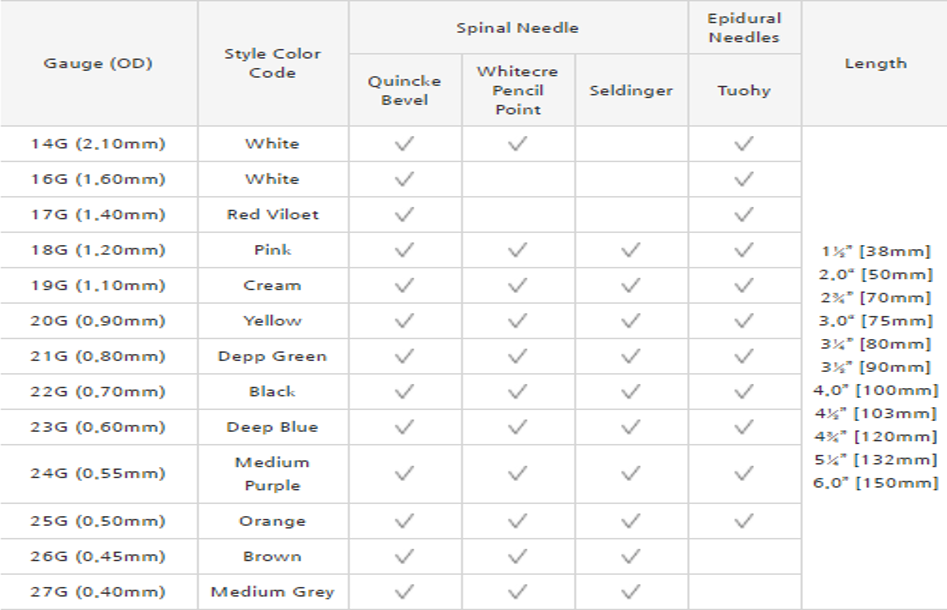 Gauge (OD)
Style Color
Code
Spinal Needle
Epidural
Needles
Length
Quincke
Bevel
Whitecre
Pencil
Point
Seldinger
Tuohy
14G (2.10mm) White ✓ ✓ ✓
16G (1.60mm) White ✓ ✓
17G (1.40mm) Red Viloet ✓ ✓
18G (1.20mm) Pink ✓ ✓ ✓ ✓
19G (1.10mm) Cream ✓ ✓ ✓ ✓
20G (0.90mm) Yellow ✓ ✓ ✓ ✓
21G (0.80mm) Depp Green ✓ ✓ ✓ ✓
22G (0.70mm) Black ✓ ✓ ✓ ✓
23G (0.60mm) Deep Blue ✓ ✓ ✓ ✓
24G (0.55mm) Medium
Purple ✓ ✓ ✓ ✓
25G (0.50mm) Orange ✓ ✓ ✓ ✓
26G (0.45mm) Brown ✓ ✓ ✓
27G (0.40mm) Medium Grey ✓ ✓ ✓
1½” [38mm]
2.0“ [50mm]
2¾” [70mm]
3.0“ [75mm]
3¼” [80mm]
3½” [90mm]
4.0” [100mm]
4½” [103mm]
4¾” [120mm]
5¼” [132mm]
6.0” [150mm]